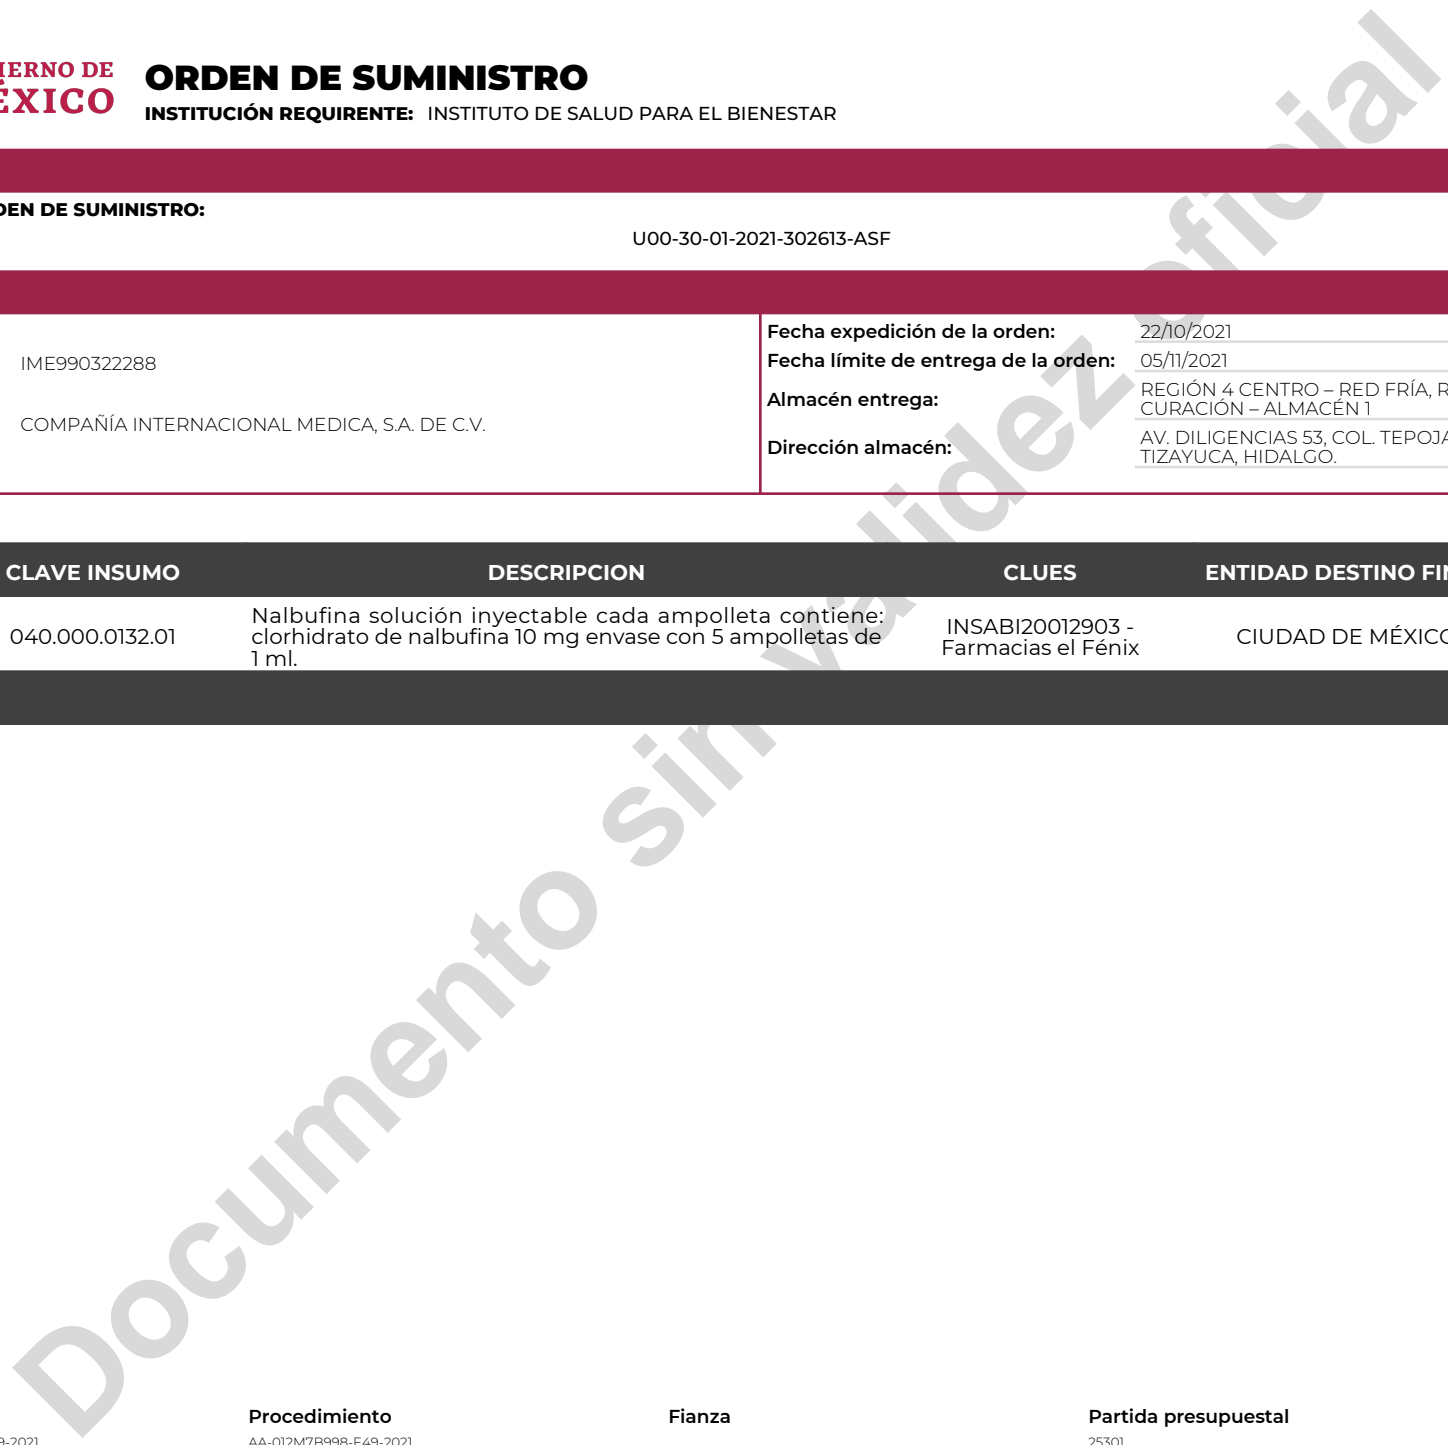 IERNO DE
ÉXICO
ORDEN DE SUMINISTRO
INSTITUCIÓN REQUIRENTE: INSTITUTO DE SALUD PARA EL BIENESTAR
DEN DE SUMINISTRO:
U00-30-01-2021-302613-ASF
IME990322288
COMPAÑÍA INTERNACIONAL MEDICA, S.A. DE C.V.
Fecha expedición de la orden: 22/10/2021
Fecha límite de entrega de la orden: 05/11/2021
Almacén entrega: REGIÓN 4 CENTRO – RED FRÍA, R
CURACIÓN – ALMACÉN 1
Dirección almacén: AV. DILIGENCIAS 53, COL. TEPOJA
TIZAYUCA, HIDALGO.
CLAVE INSUMO DESCRIPCION CLUES ENTIDAD DESTINO FIN
040.000.0132.01
Nalbufina solución inyectable cada ampolleta contiene:
clorhidrato de nalbufina 10 mg envase con 5 ampolletas de
1 ml.
INSABI20012903 -
Farmacias el Fénix
CIUDAD DE MÉXICO
Documento sin validez oficial
Procedimiento Fianza Partida presupuestal
9-2021 AA-012M7B998-E49-2021 25301